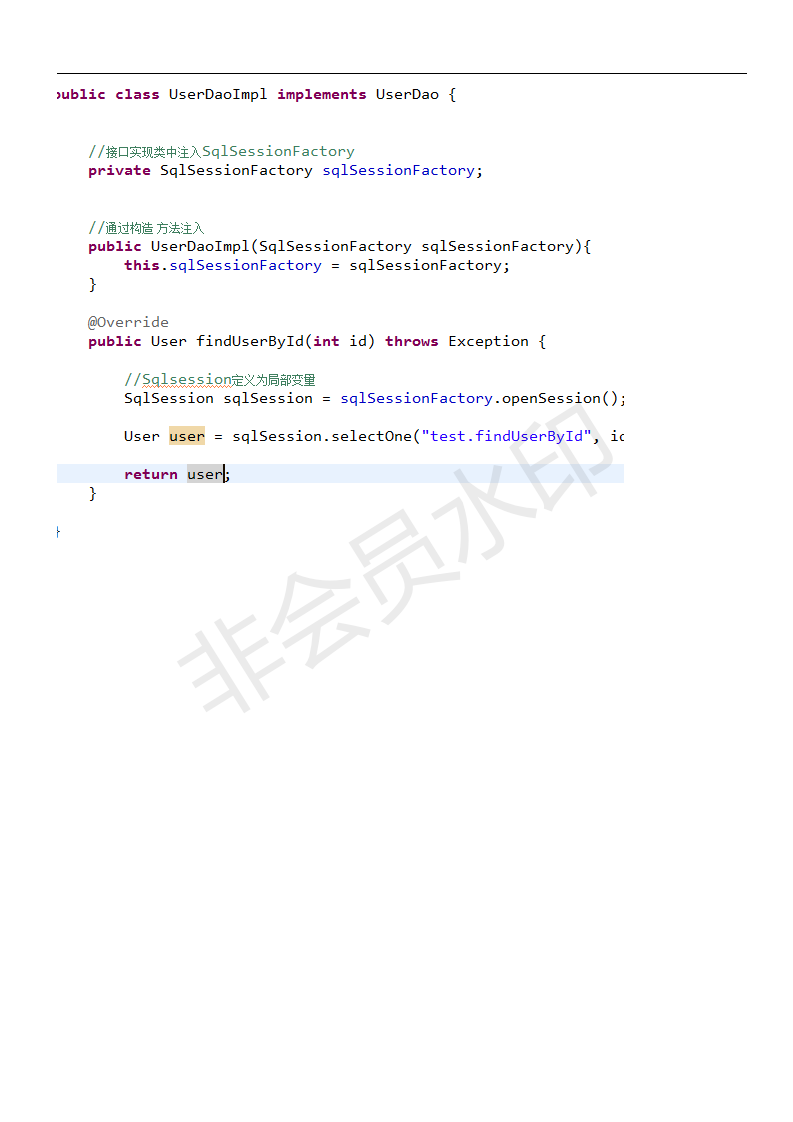 public class UserDaoImpl implements UserDao {
//接口实现类中注入SqlSessionFactory
private SqlSessionFactory sqlSessionFactory;
//通过构造 方法注入
public UserDaoImpl(SqlSessionFactory sqlSessionFactory){
this.sqlSessionFactory = sqlSessionFactory;
}
@Override
public User findUserById(int id) throws Exception {
//Sqlsession定义为局部变量
SqlSession sqlSession = sqlSessionFactory.openSession();
User user = sqlSession.selectOne("test.findUserById", id
return user;
}
}
非会员水印